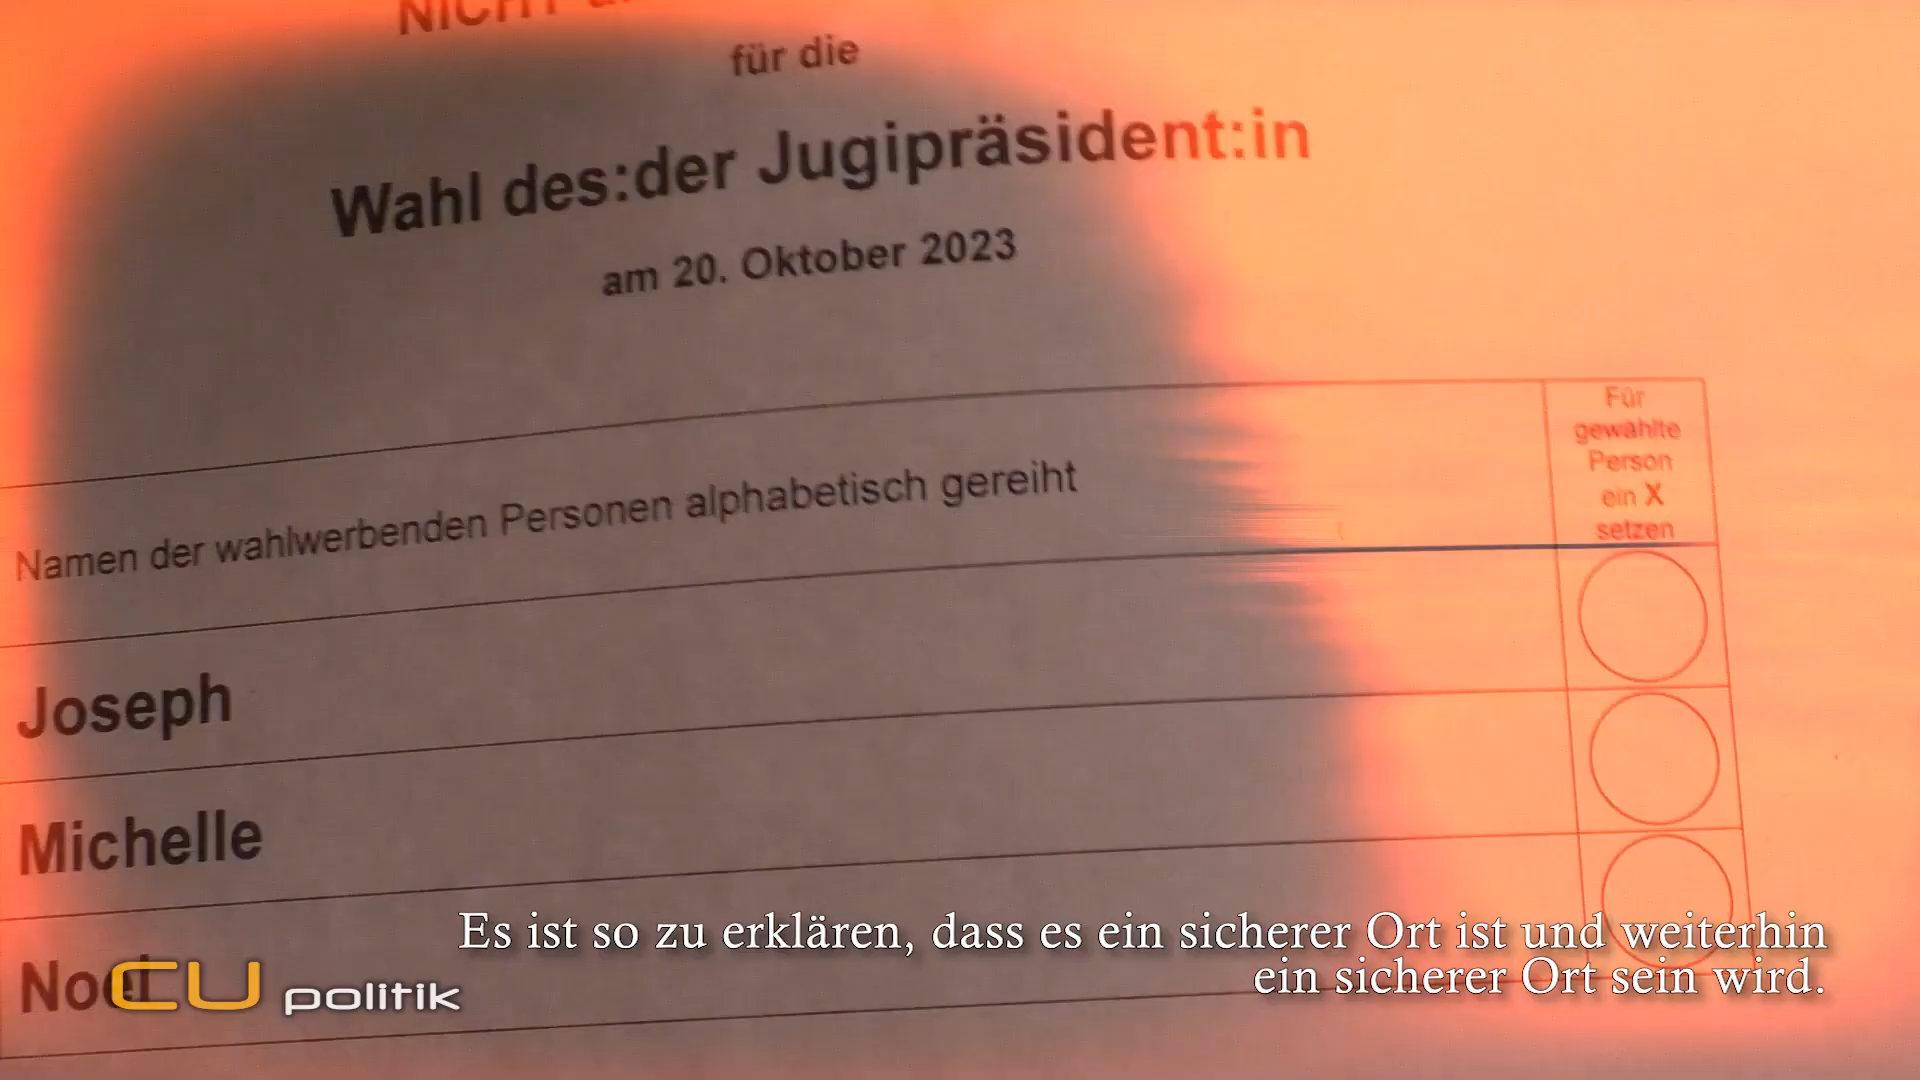 NICHT
für die
Wahl des:der Jugipräsident:in
am 20. Oktober 2023
Für
gewählte
Person
ein X
setzen
Namen der wahlwerbenden Personen alphabetisch gereiht
Joseph
Michelle
Noel
CU politik
Es ist so zu erklären, dass es ein sicherer Ort ist und weiterhin
ein sicherer Ort sein wird.